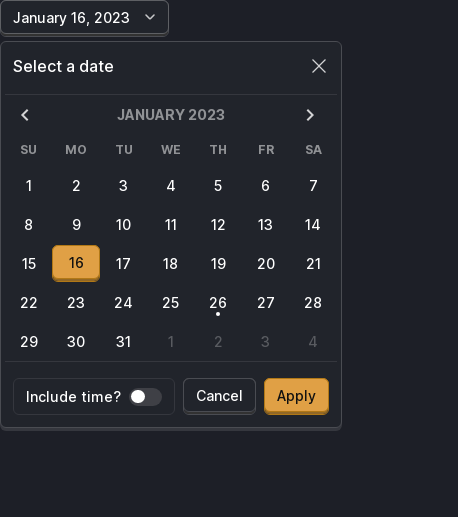 January 16, 2023
Select a date
JANUARY 2023
SU MO TU WE TH FR SA
1 2 3 4 5 6 7
8 9 10 11 12 13 14
15 16 17 18 19 20 21
22 23 24 25 26 27 28
29 30 31 1 2 3 4
Include time? Cancel Apply